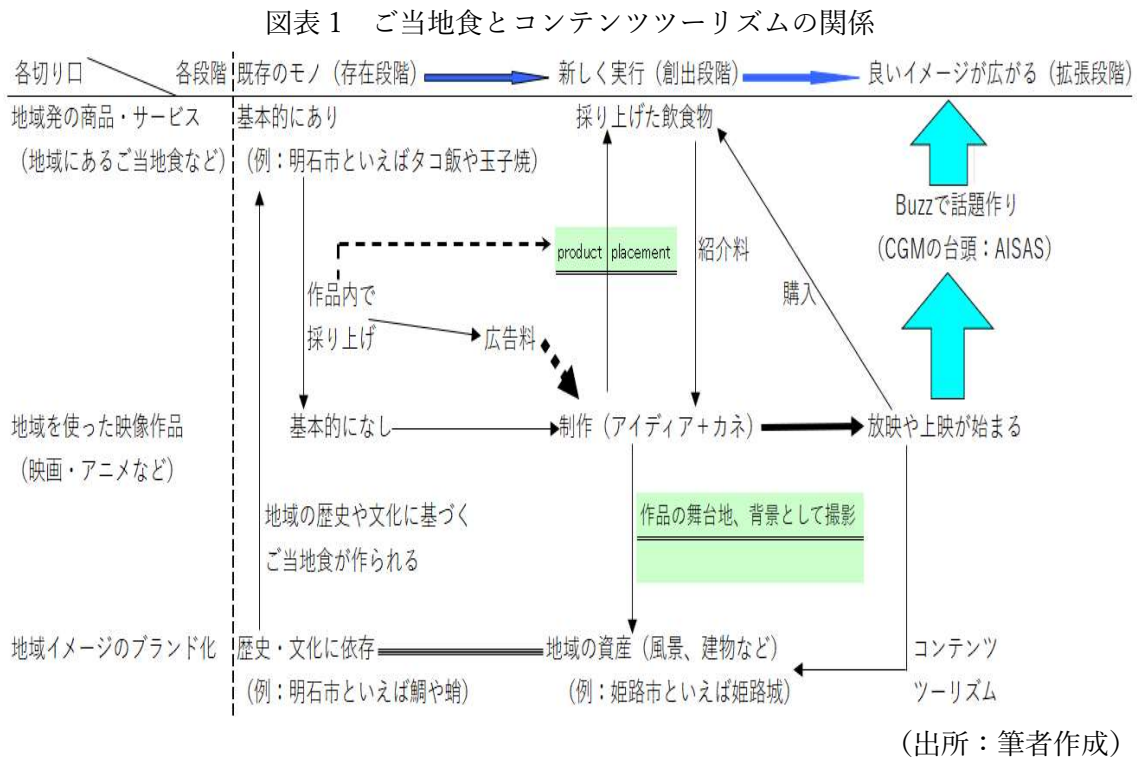 図表1 ご当地食とコンテンツツーリズムの関係
各切り口 各段階 既存のモノ（存在段階） 新しく実行（創出段階） 良いイメージが広がる（拡張段階）
地域発の商品・サービス 基本的にあり 採り上げた飲食物
（地域にあるご当地食など） （例：明石市といえばタコ飯や玉子焼）
Buzzで話題作り
product placement 紹介料 （CGMの台頭：AISAS）
作品内で 購入
採り上げ 広告料
地域を使った映像作品 基本的になし 制作（アイディア＋カネ） 放映や上映が始まる
（映画・アニメなど）
地域の歴史や文化に基づく 作品の舞台地、背景として撮影
ご当地食が作られる
地域イメージのブランド化 歴史・文化に依存 地域の資産（風景、建物など） コンテンツ
（例：明石市といえば鯛や蛸） （例：姫路市といえば姫路城） ツーリズム
（出所：筆者作成）